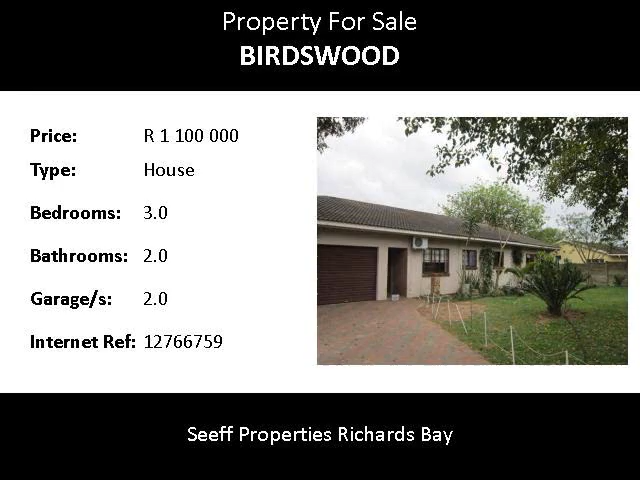 Property For Sale
BIRDSWOOD
Price: R 1 100 000
Type: House
Bedrooms: 3.0
Bathrooms: 2.0
Garage/s: 2.0
Internet Ref: 12766759
Seeff Properties Richards Bay